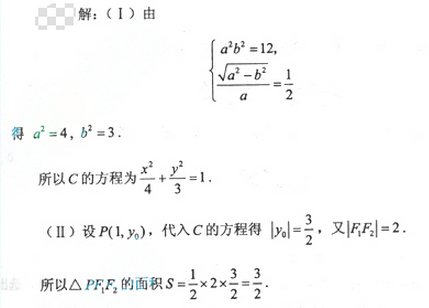 解:(Ⅰ)由
{ a²b²=12,
√(a²−b²)/a=1/2
得 a²=4, b²=3.
所以C的方程为 x²/4+y²/3=1.
(Ⅱ)设P(1, y₀),代入C的方程得 |y₀|=3/2,又|F₁F₂|=2.
所以△PF₁F₂的面积S=1/2×2×3/2=3/2.